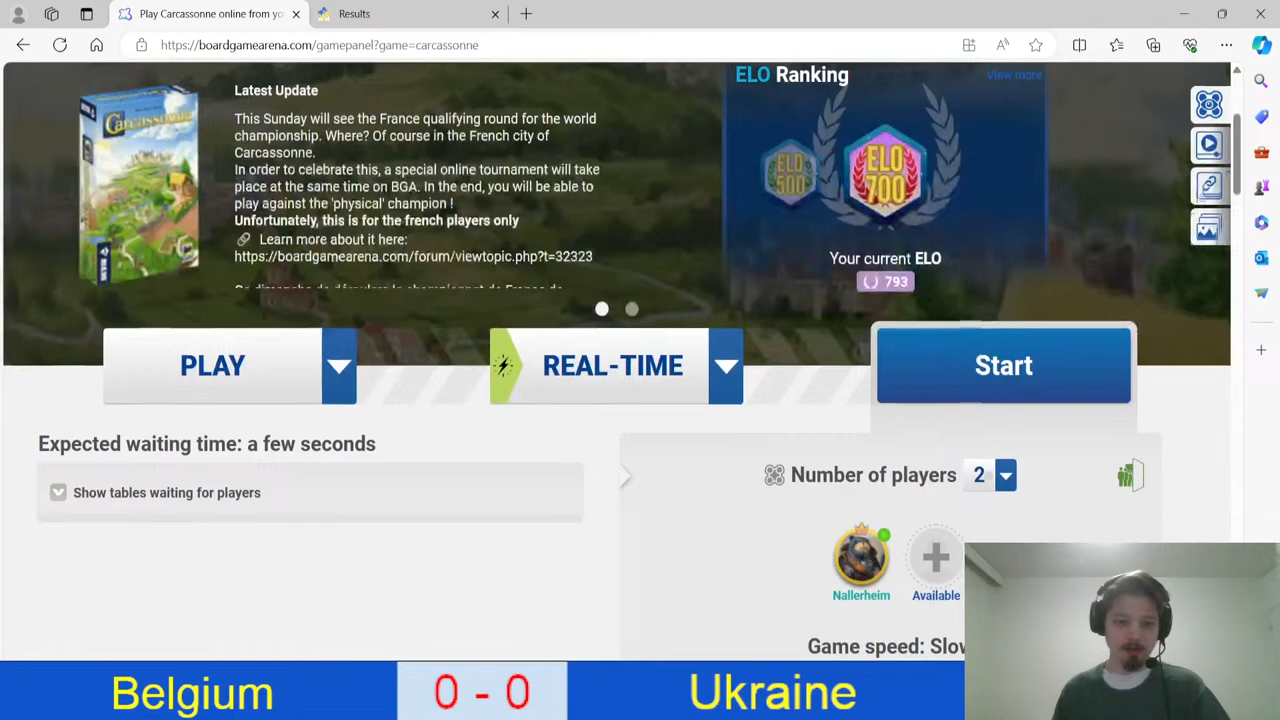 Play Carcassonne online from yo
Results
https://boardgamearena.com/gamepanel?game=carcassonne
Carcassonne
Latest Update
This Sunday will see the France qualifying round for the world
championship. Where? Of course in the French city of
Carcassonne.
In order to celebrate this, a special online tournament will take
place at the same time on BGA. In the end, you will be able to
play against the 'physical' champion !
Unfortunately, this is for the french players only
Learn more about it here:
https://boardgamearena.com/forum/viewtopic.php?t=32323
ELO Ranking
View more
ELO
500
ELO
700
Your current ELO
793
PLAY
REAL-TIME
Start
Expected waiting time: a few seconds
Show tables waiting for players
Number of players 2
Nallerheim
Available
Game speed: Slow
Belgium
0 - 0
Ukraine